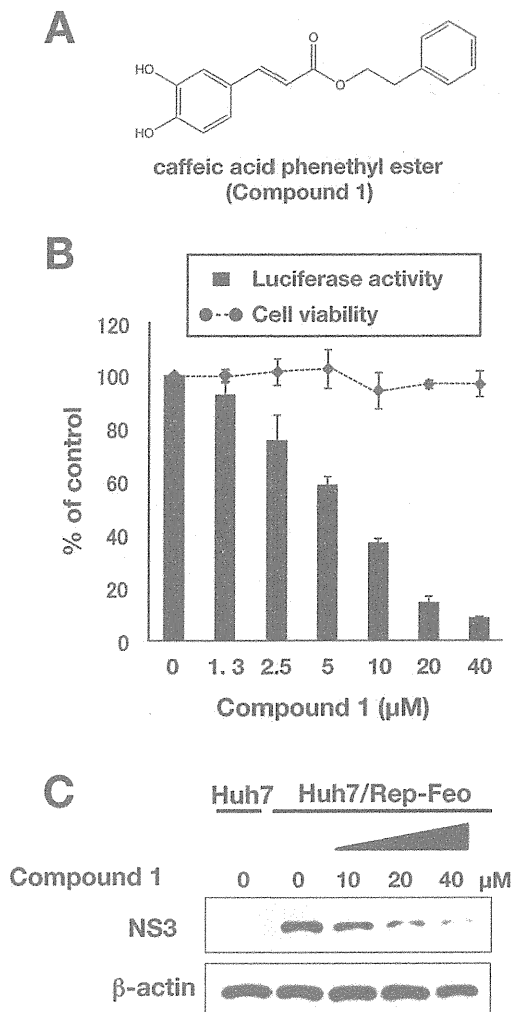 A
O
HO
O
HO
caffeic acid phenethyl ester
(Compound 1)
B
Luciferase activity
Cell viability
120
100
80
60
40
20
0
% of control
0 1. 3 2.5 5 10 20 40
Compound 1 (µM)
C
Huh7 Huh7/Rep-Feo
Compound 1 0 0 10 20 40 µM
NS3
β-actin